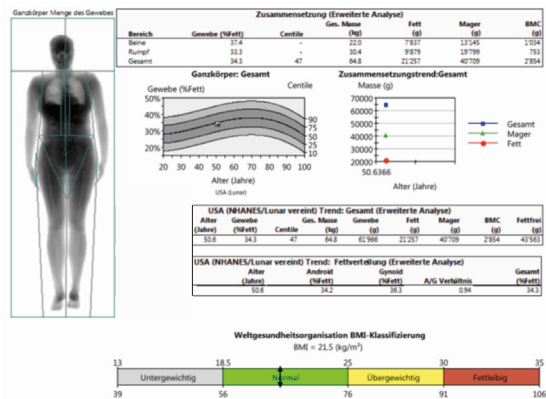 Ganzkörper Menge des Gewebes
Zusammensetzung (Erweiterte Analyse)
Bereich Gewebe (%Fett) Centile Ges. Masse (kg) Fett (g) Mager (g) BMC (g)
Beine 37.4 - 22.0 7'837 13'145 1'034
Rumpf 33.3 - 30.4 9'879 19'799 753
Gesamt 34.3 47 64.8 21'257 40'709 2'854
Ganzkörper: Gesamt
Gewebe (%Fett) Centile
50%
40%
30%
20%
90
75
50
25
10
20 30 40 50 60 70 80 90 100
Alter (Jahre)
USA (Lunar)
Zusammensetzungstrend:Gesamt
Masse (g)
70000
60000
50000
40000
30000
20000
50.6366
Alter (Jahre)
Gesamt
Mager
Fett
USA (NHANES/Lunar vereint) Trend: Gesamt (Erweiterte Analyse)
Alter Gewebe Ges. Masse Gewebe Fett Mager BMC Fettfrei
(Jahre) (%Fett) Centile (kg) (g) (g) (g) (g) (g)
50.6 34.3 47 64.8 61'966 21'257 40'709 2'854 43'563
USA (NHANES/Lunar vereint) Trend: Fettverteilung (Erweiterte Analyse)
Alter Android Gynoid Gesamt
(Jahre) (%Fett) (%Fett) A/G Verhältnis (%Fett)
50.6 34.2 36.3 0.94 34.3
Weltgesundheitsorganisation BMI-Klassifizierung
BMI = 21.5 (kg/m²)
13 18.5 25 30 35
Untergewichtig Normal Übergewichtig Fettleibig
39 56 76 91 106